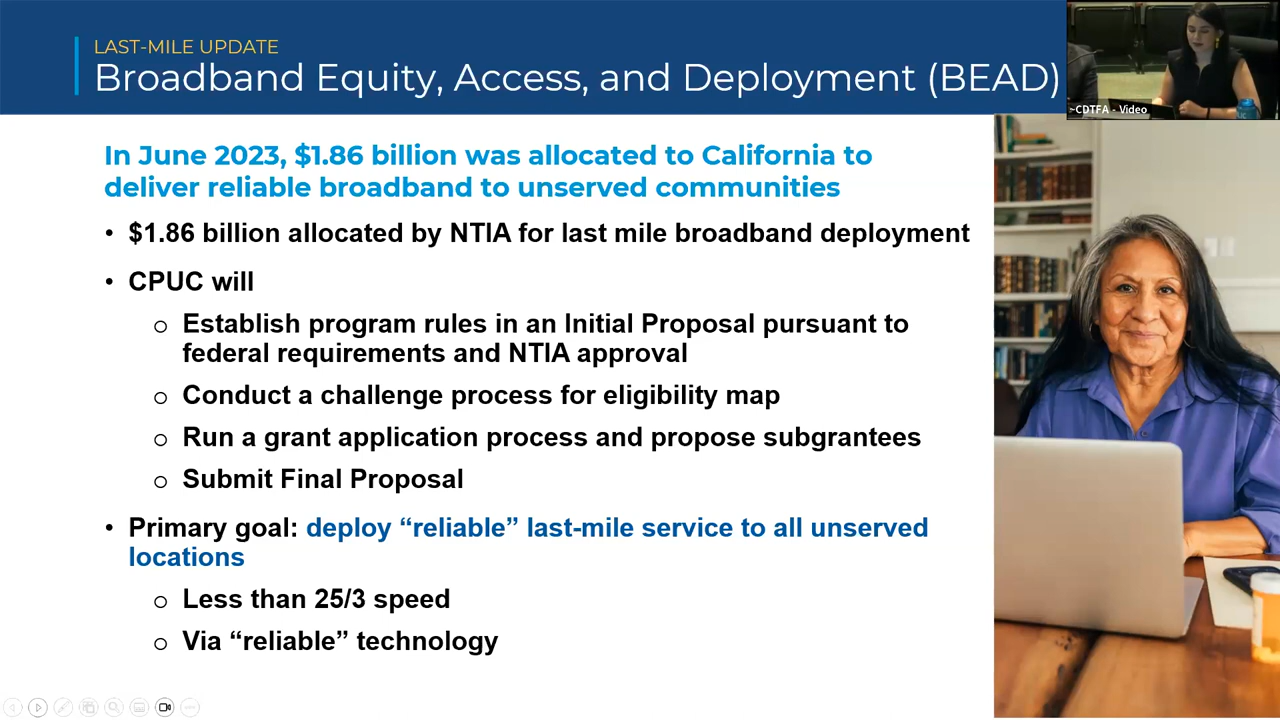 LAST-MILE UPDATE
Broadband Equity, Access, and Deployment (BEAD)
~CDTFA - Video
In June 2023, $1.86 billion was allocated to California to
deliver reliable broadband to unserved communities
• $1.86 billion allocated by NTIA for last mile broadband deployment
• CPUC will
o Establish program rules in an Initial Proposal pursuant to
federal requirements and NTIA approval
o Conduct a challenge process for eligibility map
o Run a grant application process and propose subgrantees
o Submit Final Proposal
• Primary goal: deploy “reliable” last-mile service to all unserved
locations
o Less than 25/3 speed
o Via “reliable” technology